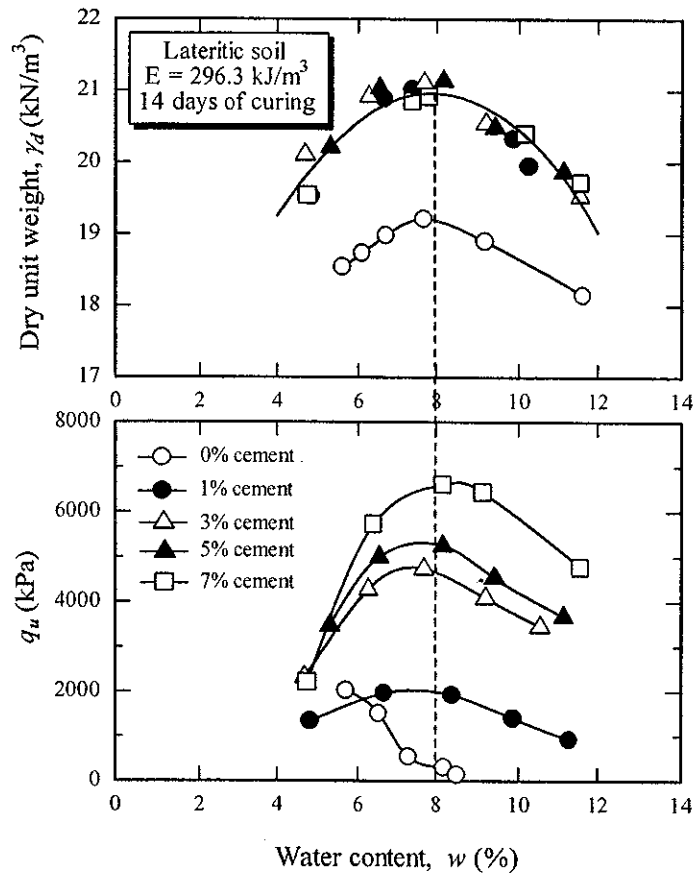 22
21
20
19
18
17
Dry unit weight, γd (kN/m³)
Lateritic soil
E = 296.3 kJ/m³
14 days of curing
0 2 4 6 8 10 12 14
8000
6000
4000
2000
0
qu (kPa)
0% cement
1% cement
3% cement
5% cement
7% cement
0 2 4 6 8 10 12 14
Water content, w (%)